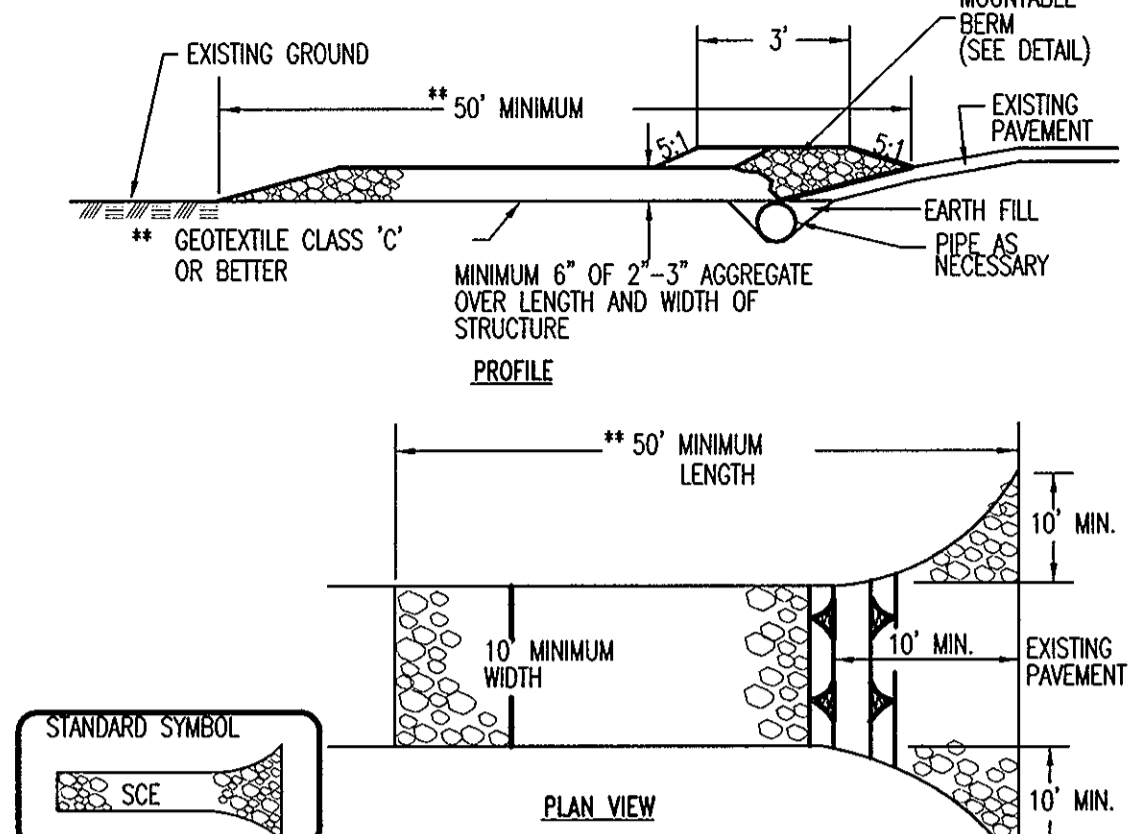 MOUNTABLE
BERM
(SEE DETAIL)
3'
EXISTING GROUND
** 50' MINIMUM
EXISTING
PAVEMENT
5:1
5:1
EARTH FILL
** GEOTEXTILE CLASS 'C'
OR BETTER
PIPE AS
NECESSARY
MINIMUM 6" OF 2"-3" AGGREGATE
OVER LENGTH AND WIDTH OF
STRUCTURE
PROFILE
** 50' MINIMUM
LENGTH
10' MIN.
10' MINIMUM
WIDTH
10' MIN.
EXISTING
PAVEMENT
STANDARD SYMBOL
SCE
PLAN VIEW
10' MIN.